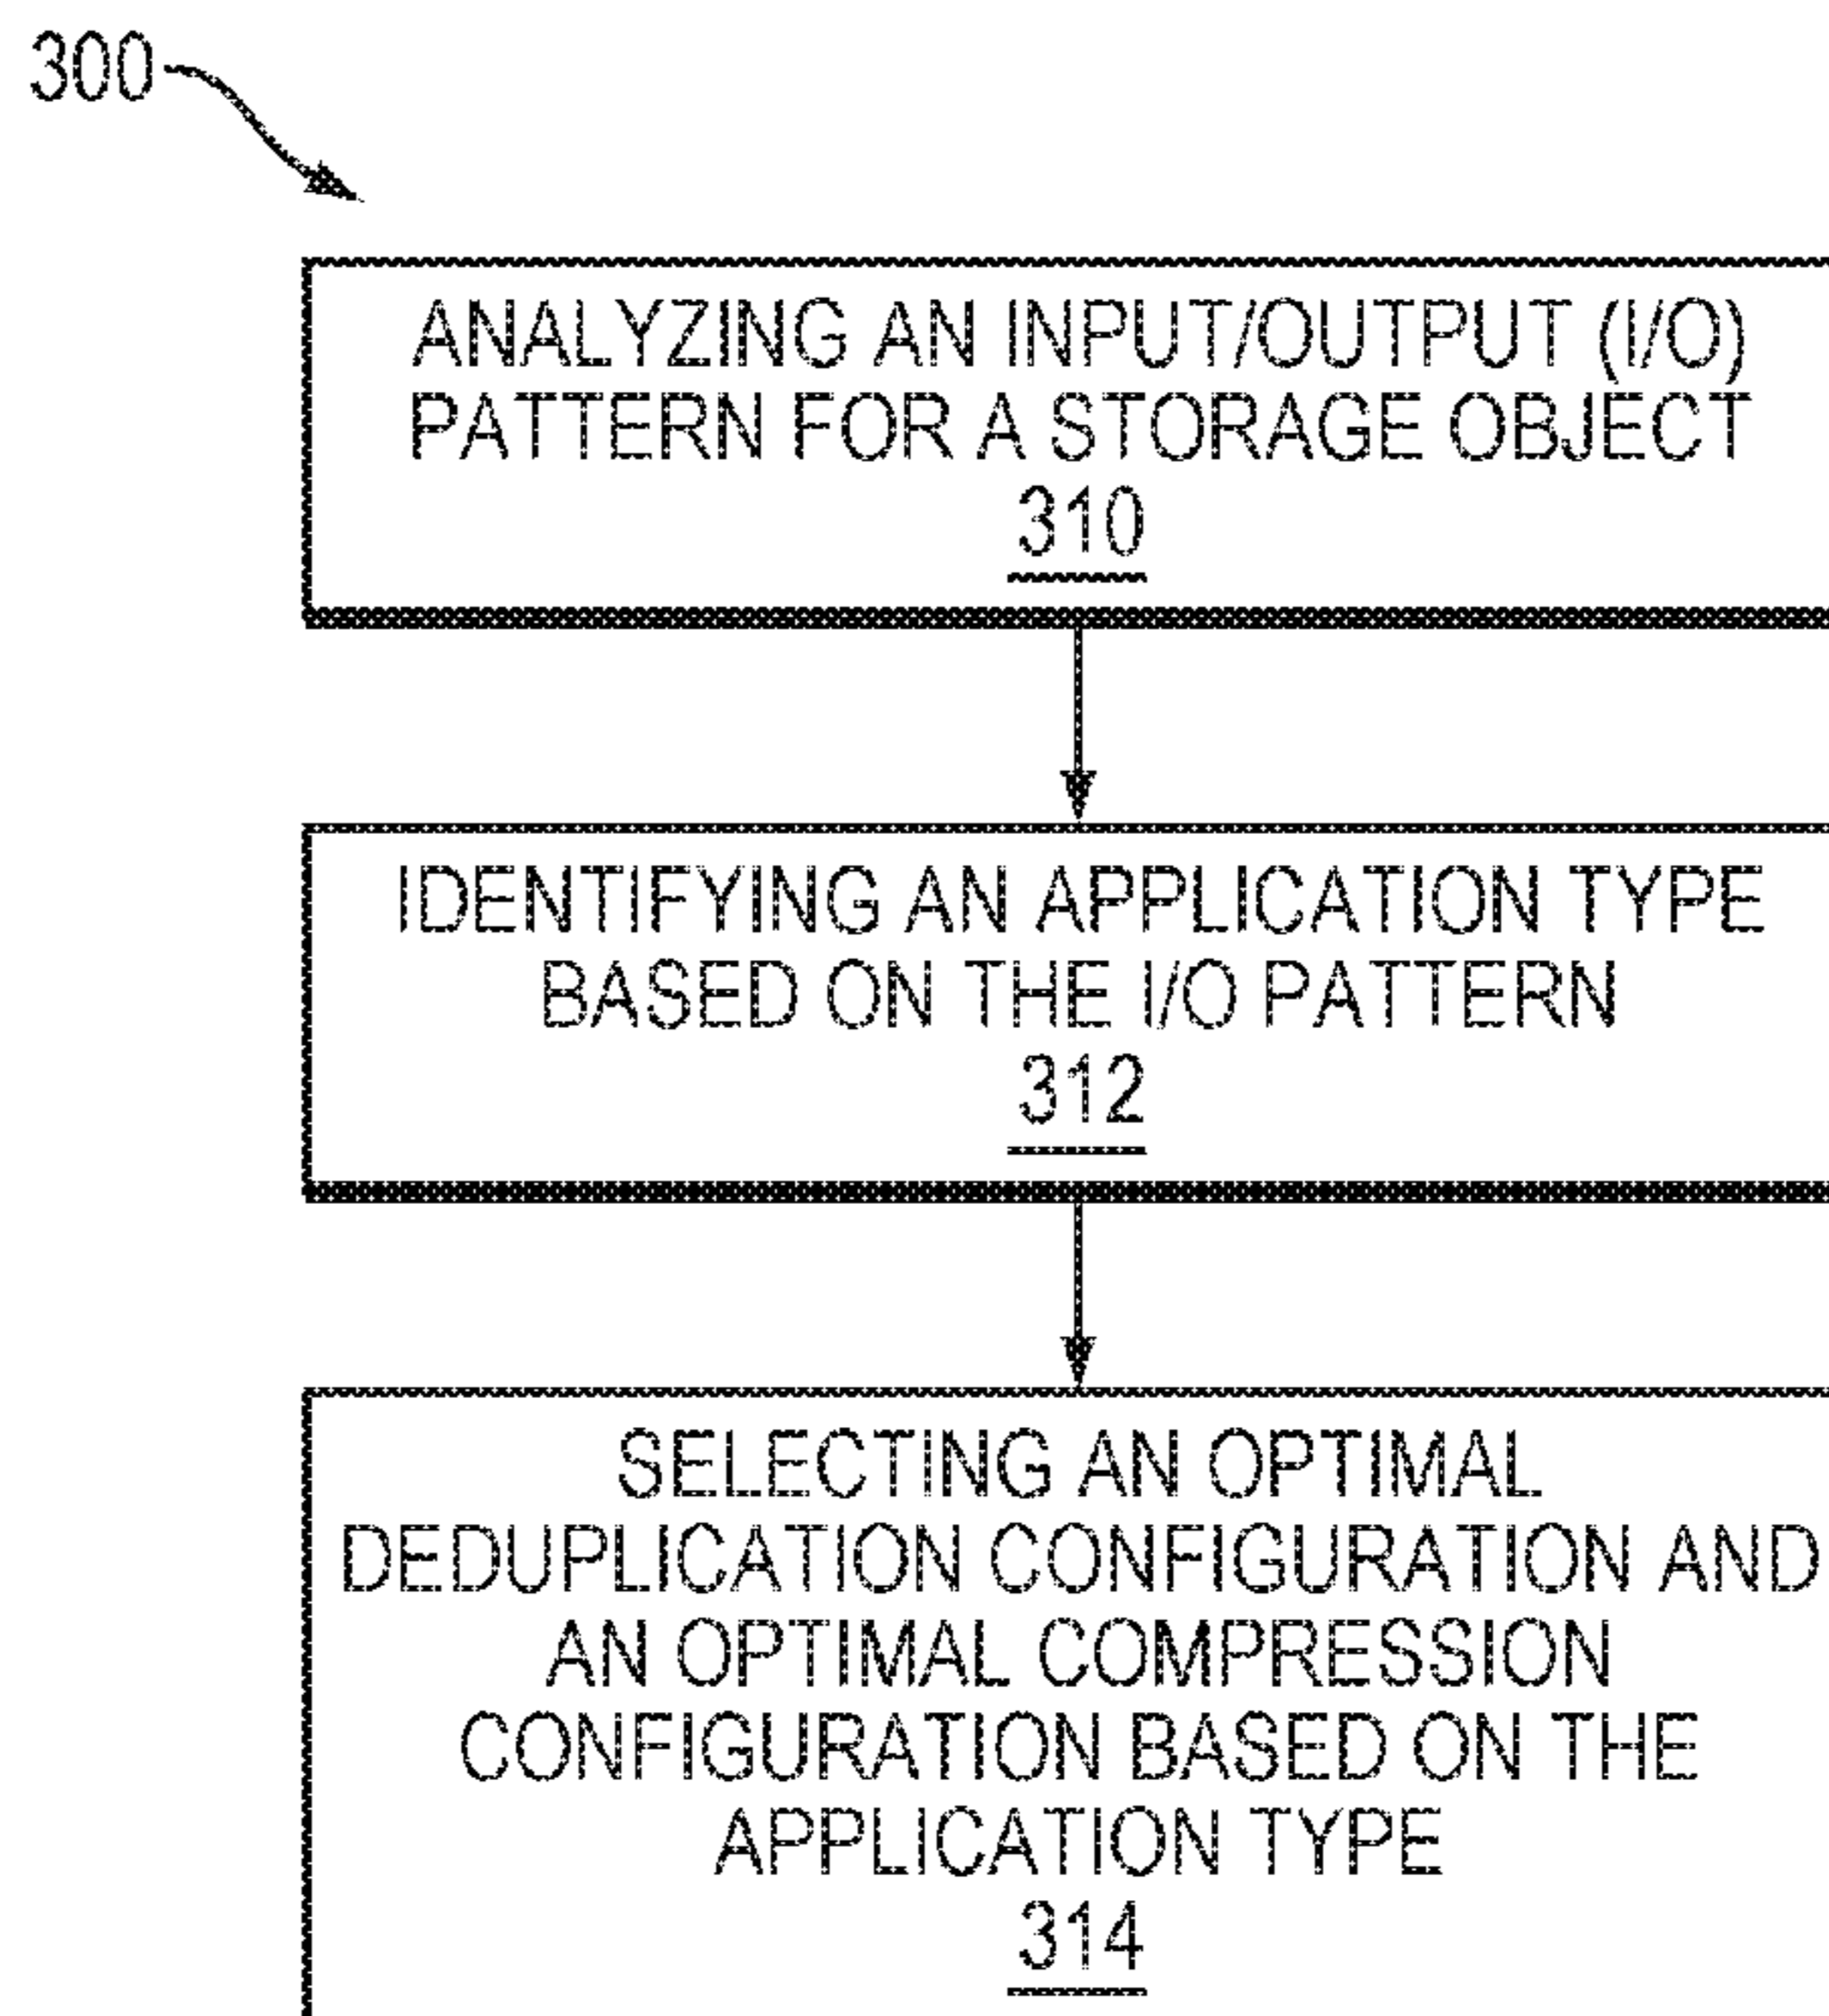 300
ANALYZING AN INPUT/OUTPUT (I/O)
PATTERN FOR A STORAGE OBJECT
310
IDENTIFYING AN APPLICATION TYPE
BASED ON THE I/O PATTERN
312
SELECTING AN OPTIMAL
DEDUPLICATION CONFIGURATION AND
AN OPTIMAL COMPRESSION
CONFIGURATION BASED ON THE
APPLICATION TYPE
314